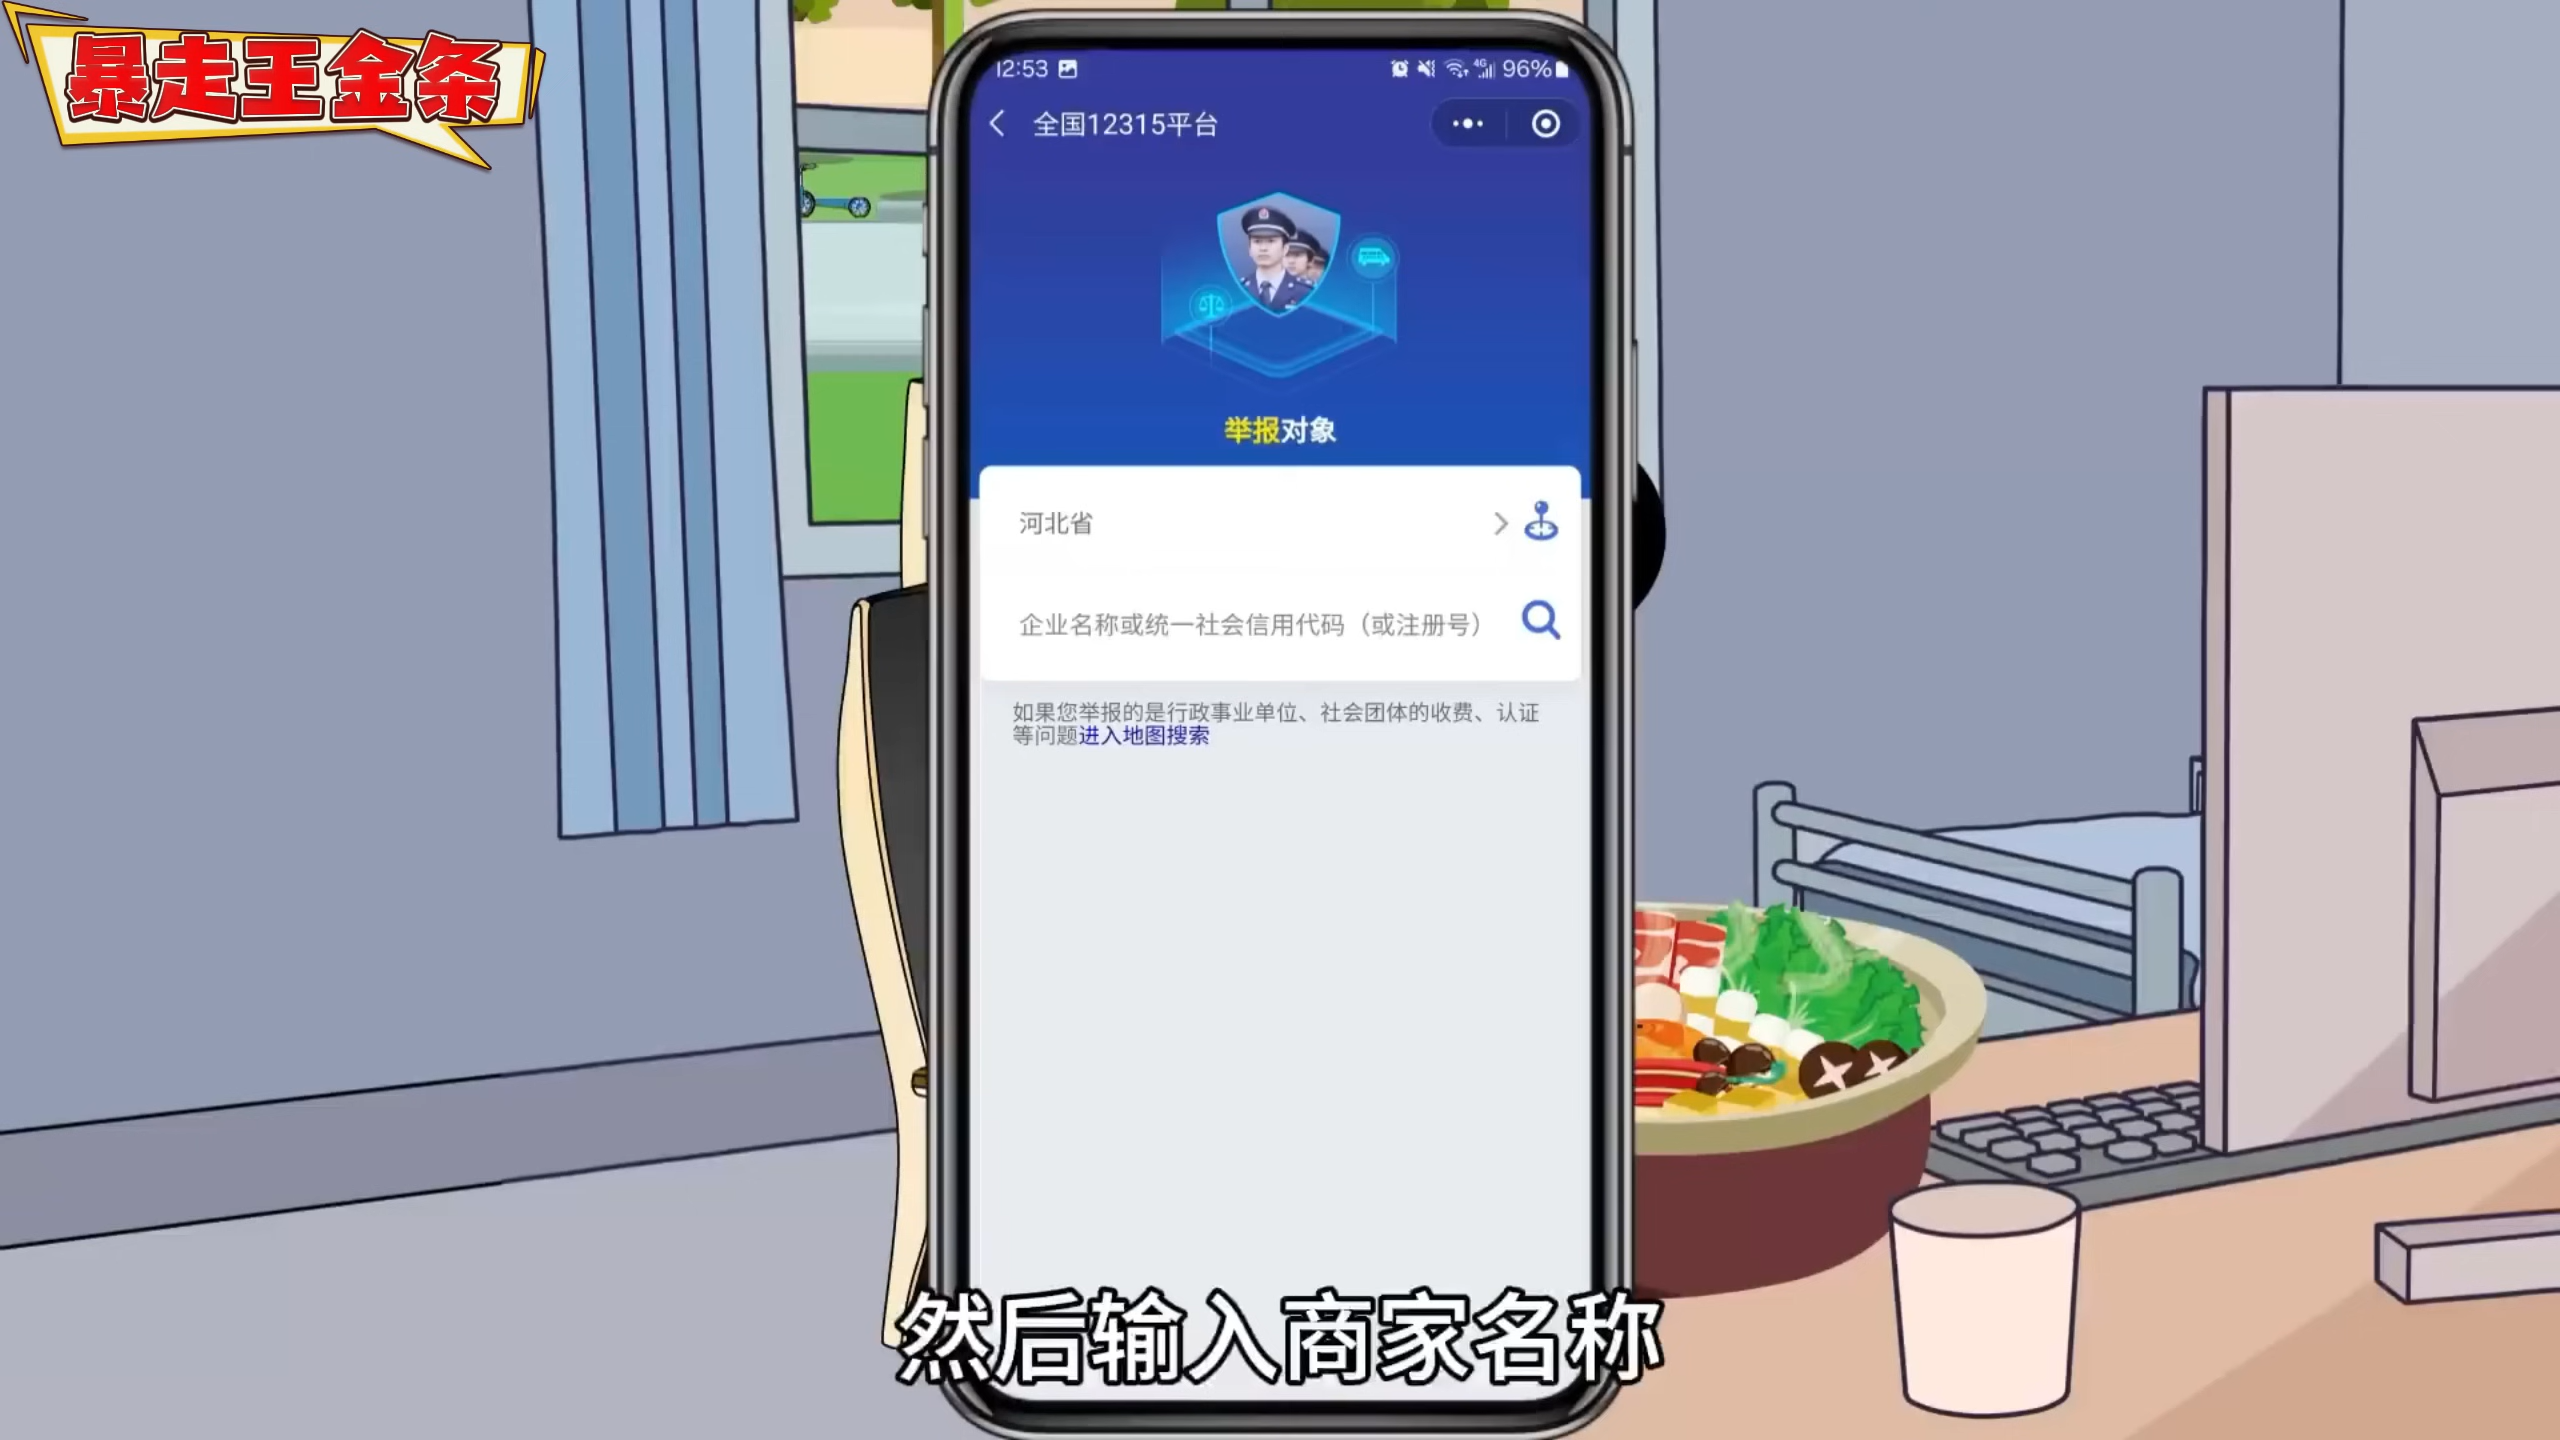 暴走王金条
12:53
4G
96%
全国12315平台
举报对象
河北省
企业名称或统一社会信用代码（或注册号）
如果您举报的是行政事业单位、社会团体的收费、认证
等问题进入地图搜索
然后输入商家名称